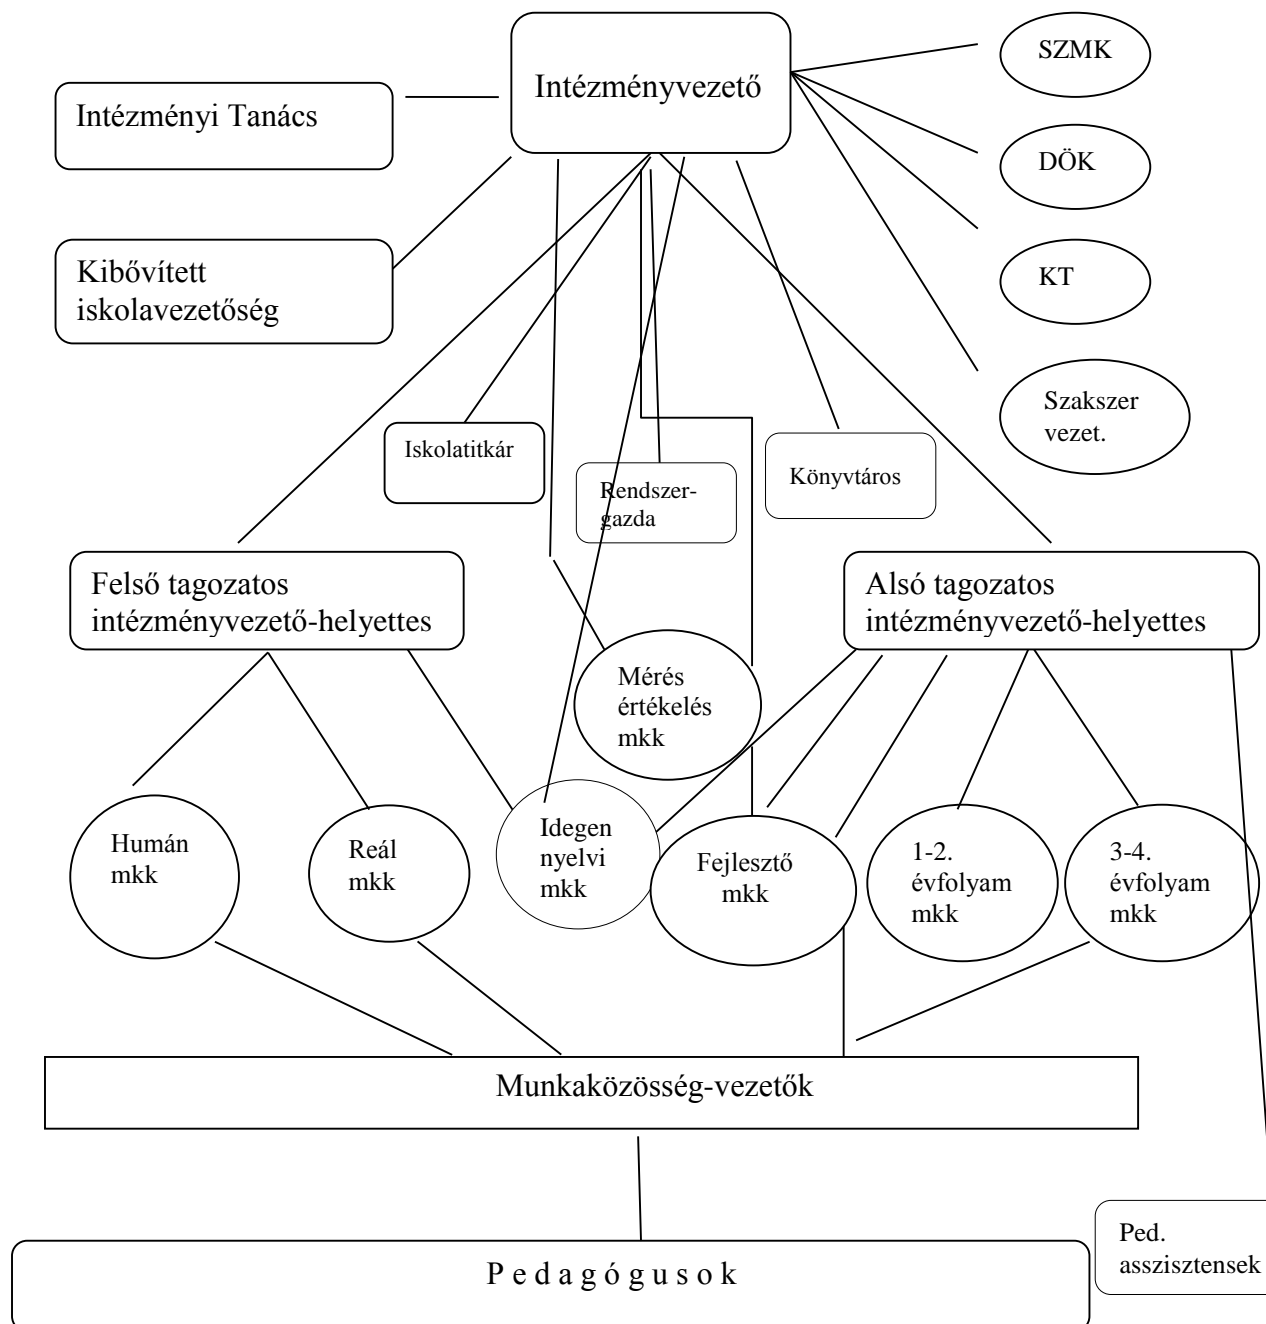 Intézményvezető
SZMK
Intézményi Tanács
DÖK
Kibővített
iskolavezetőség
KT
Szakszer
vezet.
Iskolatitkár
Rendszer-
gazda
Könyvtáros
Felső tagozatos
intézményvezető-helyettes
Alsó tagozatos
intézményvezető-helyettes
Mérés
értékelés
mkk
Humán
mkk
Reál
mkk
Idegen
nyelvi
mkk
Fejlesztő
mkk
1-2.
évfolyam
mkk
3-4.
évfolyam
mkk
Munkaközösség-vezetők
Ped.
asszisztensek
P e d a g ó g u s o k